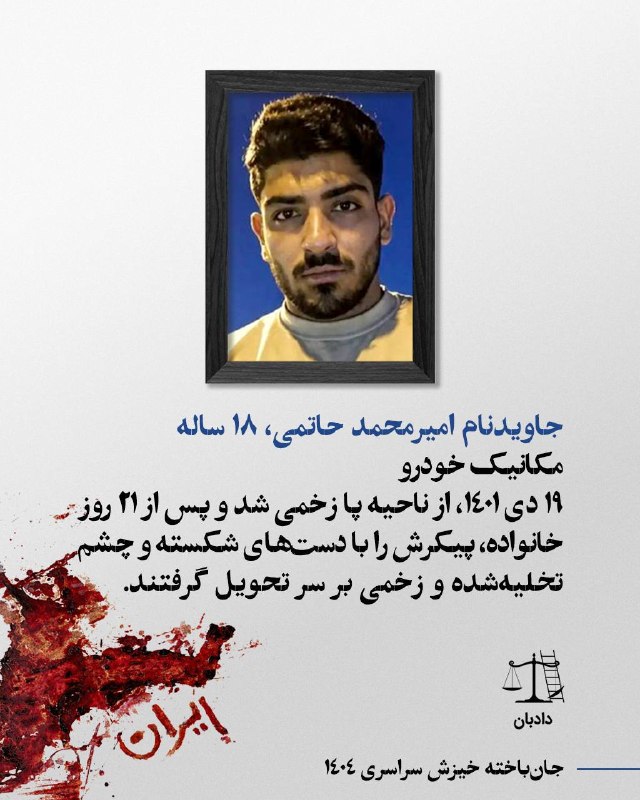 جاویدنام امیرمحمد حاتمی، ۱۸ ساله
مکانیک خودرو
۱۹ دی ۱۴۰۱، از ناحیه پا زخمی شد و پس از ۲۱ روز
خانواده، پیکرش را با دست‌های شکسته و چشم
تخلیه‌شده و زخمی بر سر تحویل گرفتند.
ایران
دادبان
جان‌باخته خیزش سراسری ۱۴۰۴